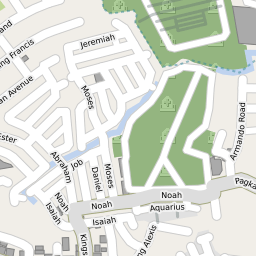 Jeremiah
ng Francis
an Avenue
Moses
Armando Road
Ester
Abraham
Job
Moses
Daniel
Pagka
Noah
Noah
Noah
Isaiah
Aquarius
Isaiah
Kings
ng Alexis